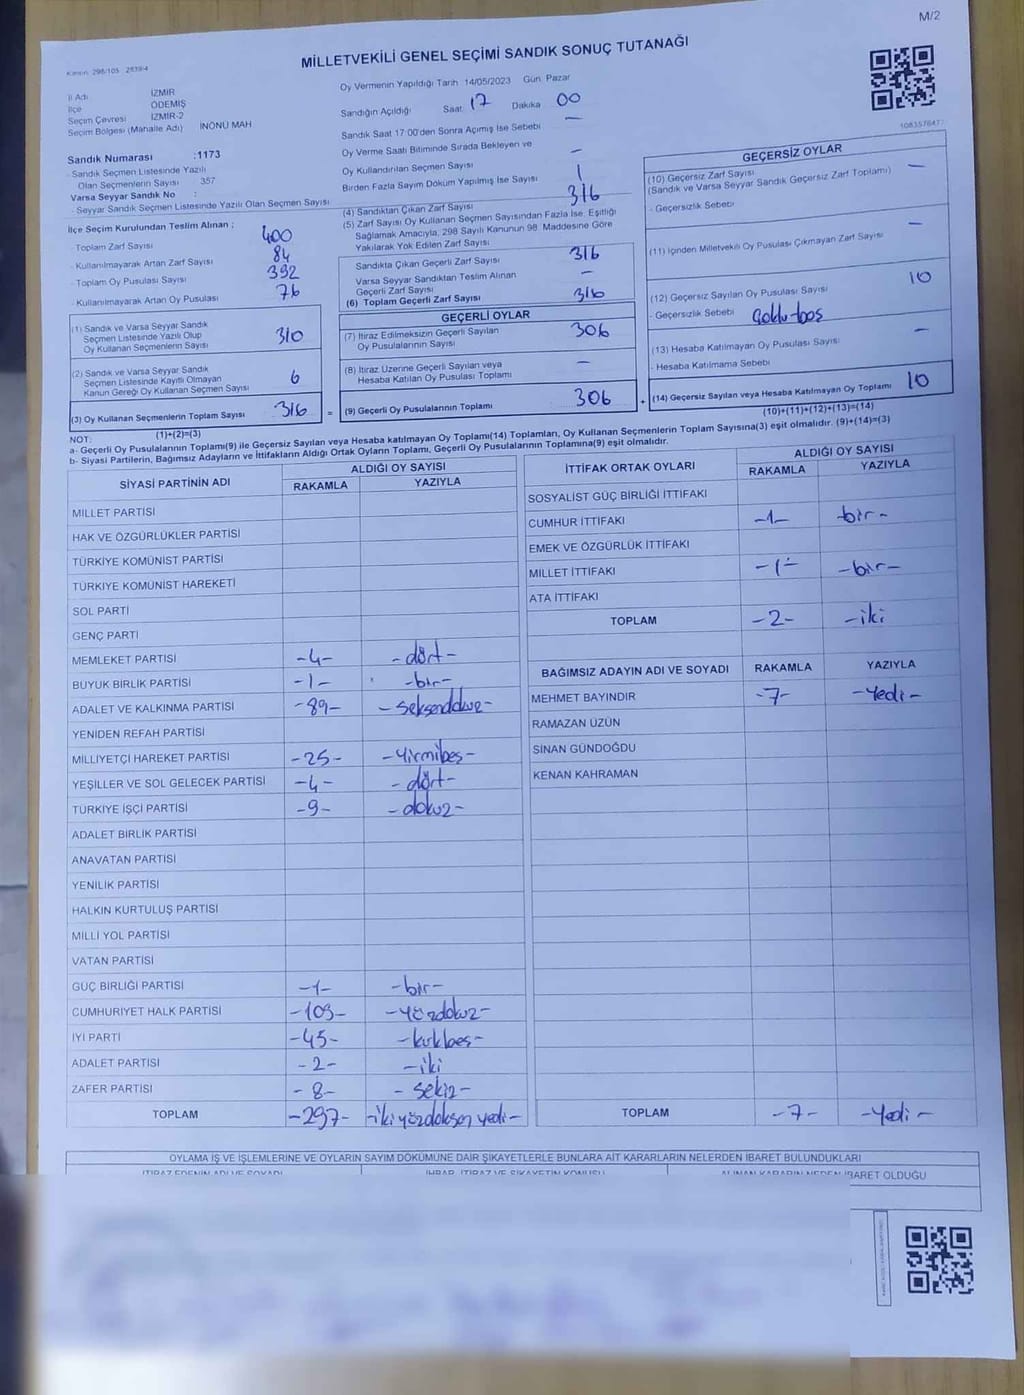 M/2
MİLLETVEKİLİ GENEL SEÇİMİ SANDIK SONUÇ TUTANAĞI
Kanun: 298/105 2839/4
İl Adı İZMİR
İlçe ÖDEMİŞ
Seçim Çevresi İZMİR-2
Seçim Bölgesi (Mahalle Adı) İNÖNÜ MAH
Sandık Numarası :1173
- Sandık Seçmen Listesinde Yazılı
Olan Seçmenlerin Sayısı 357
Varsa Seyyar Sandık No :
- Seyyar Sandık Seçmen Listesinde Yazılı Olan Seçmen Sayısı
Oy Vermenin Yapıldığı Tarih 14/05/2023 Gün Pazar
Sandığın Açıldığı Saat 17 Dakika 00
Sandık Saat 17:00'den Sonra Açımış İse Sebebi —
Oy Verme Saati Bitiminde Sırada Bekleyen ve
Oy Kullandırılan Seçmen Sayısı —
Birden Fazla Sayım Döküm Yapılmış İse Sayısı 1
1083576477
İlçe Seçim Kurulundan Teslim Alınan ;
- Toplam Zarf Sayısı 400
- Kullanılmayarak Artan Zarf Sayısı 84
- Toplam Oy Pusulası Sayısı 392
- Kullanılmayarak Artan Oy Pusulası 76
(4) Sandıktan Çıkan Zarf Sayısı 316
(5) Zarf Sayısı Oy Kullanan Seçmen Sayısından Fazla İse, Eşitliği
Sağlamak Amacıyla, 298 Sayılı Kanunun 98. Maddesine Göre
Yakılarak Yok Edilen Zarf Sayısı
Sandıkta Çıkan Geçerli Zarf Sayısı 316
Varsa Seyyar Sandıktan Teslim Alınan
Geçerli Zarf Sayısı —
(6) Toplam Geçerli Zarf Sayısı 316
GEÇERSİZ OYLAR
(10) Geçersiz Zarf Sayısı —
(Sandık ve Varsa Seyyar Sandık Geçersiz Zarf Toplamı)
- Geçersizlik Sebebi
(11) İçinden Milletvekili Oy Pusulası Çıkmayan Zarf Sayısı —
(12) Geçersiz Sayılan Oy Pusulası Sayısı 10
- Geçersizlik Sebebi
(13) Hesaba Katılmayan Oy Pusulası Sayısı —
- Hesaba Katılmama Sebebi
(14) Geçersiz Sayılan veya Hesaba Katılmayan Oy Toplamı 10
(10)+(11)+(12)+(13)=(14)
(1) Sandık ve Varsa Seyyar Sandık
Seçmen Listesinde Yazılı Olup
Oy Kullanan Seçmenlerin Sayısı 310
(2) Sandık ve Varsa Seyyar Sandık
Seçmen Listesinde Kayıtlı Olmayan
Kanun Gereği Oy Kullanan Seçmen Sayısı 6
(3) Oy Kullanan Seçmenlerin Toplam Sayısı 316
(1)+(2)=(3)
GEÇERLİ OYLAR
(7) İtiraz Edilmeksizin Geçerli Sayılan
Oy Pusulalarının Sayısı 306
(8) İtiraz Üzerine Geçerli Sayılan veya
Hesaba Katılan Oy Pusulası Toplamı —
= (9) Geçerli Oy Pusulalarının Toplamı 306 +
NOT:
a- Geçerli Oy Pusulalarının Toplamı(9) ile Geçersiz Sayılan veya Hesaba katılmayan Oy Toplamı(14) Toplamları, Oy Kullanan Seçmenlerin Toplam Sayısına(3) eşit olmalıdır. (9)+(14)=(3)
b- Siyasi Partilerin, Bağımsız Adayların ve İttifakların Aldığı Ortak Oyların Toplamı, Geçerli Oy Pusulalarının Toplamına(9) eşit olmalıdır.
SİYASİ PARTİNİN ADI ALDIĞI OY SAYISI
RAKAMLA YAZIYLA
MİLLET PARTİSİ
HAK VE ÖZGÜRLÜKLER PARTİSİ
TÜRKİYE KOMÜNİST PARTİSİ
TÜRKİYE KOMÜNİST HAREKETİ
SOL PARTİ
GENÇ PARTİ
MEMLEKET PARTİSİ -4- -dört-
BÜYÜK BİRLİK PARTİSİ -1- -bir-
ADALET VE KALKINMA PARTİSİ -89- -seksendokuz-
YENİDEN REFAH PARTİSİ
MİLLİYETÇİ HAREKET PARTİSİ -25- -yirmibeş-
YEŞİLLER VE SOL GELECEK PARTİSİ -4- -dört-
TÜRKİYE İŞÇİ PARTİSİ -9- -dokuz-
ADALET BİRLİK PARTİSİ
ANAVATAN PARTİSİ
YENİLİK PARTİSİ
HALKIN KURTULUŞ PARTİSİ
MİLLİ YOL PARTİSİ
VATAN PARTİSİ
GÜÇ BİRLİĞİ PARTİSİ -1- -bir-
CUMHURİYET HALK PARTİSİ -109- -yüzdokuz-
İYİ PARTİ -45- -kırkbeş-
ADALET PARTİSİ -2- -iki
ZAFER PARTİSİ -8- -sekiz-
TOPLAM -297- -ikiyüzdoksanyedi-
İTTİFAK ORTAK OYLARI ALDIĞI OY SAYISI
RAKAMLA YAZIYLA
SOSYALİST GÜÇ BİRLİĞİ İTTİFAKI
CUMHUR İTTİFAKI -1- -bir-
EMEK VE ÖZGÜRLÜK İTTİFAKI
MİLLET İTTİFAKI -1- -bir-
ATA İTTİFAKI
TOPLAM -2- -iki
BAĞIMSIZ ADAYIN ADI VE SOYADI RAKAMLA YAZIYLA
MEHMET BAYINDIR -7- -Yedi-
RAMAZAN ÜZÜN
SİNAN GÜNDOĞDU
KENAN KAHRAMAN
TOPLAM -7- -Yedi-
OYLAMA İŞ VE İŞLEMLERİNE VE OYLARIN SAYIM DÖKÜMÜNE DAİR ŞİKAYETLERLE BUNLARA AİT KARARLARIN NELERDEN İBARET BULUNDUKLARI
İTİRAZ EDENİN ADI VE SOYADI İHBAR, İTİRAZ VE ŞİKAYETİN KONUSU ALINAN KARARIN NEDEN İBARET OLDUĞU